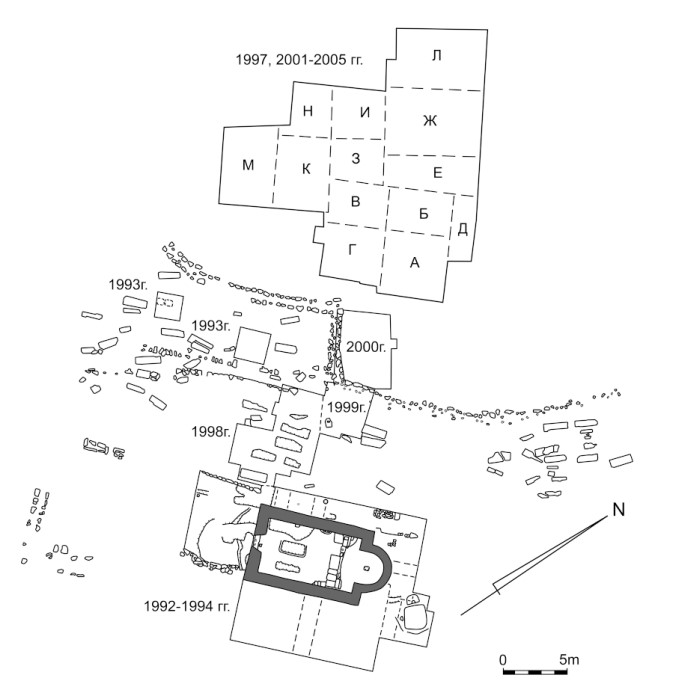 1997, 2001-2005 гг.
Л
Н
И
Ж
М
К
З
Е
В
Б
Д
Г
А
1993г.
1993г.
2000г.
1999г.
1998г.
N
1992-1994 гг.
0 5m